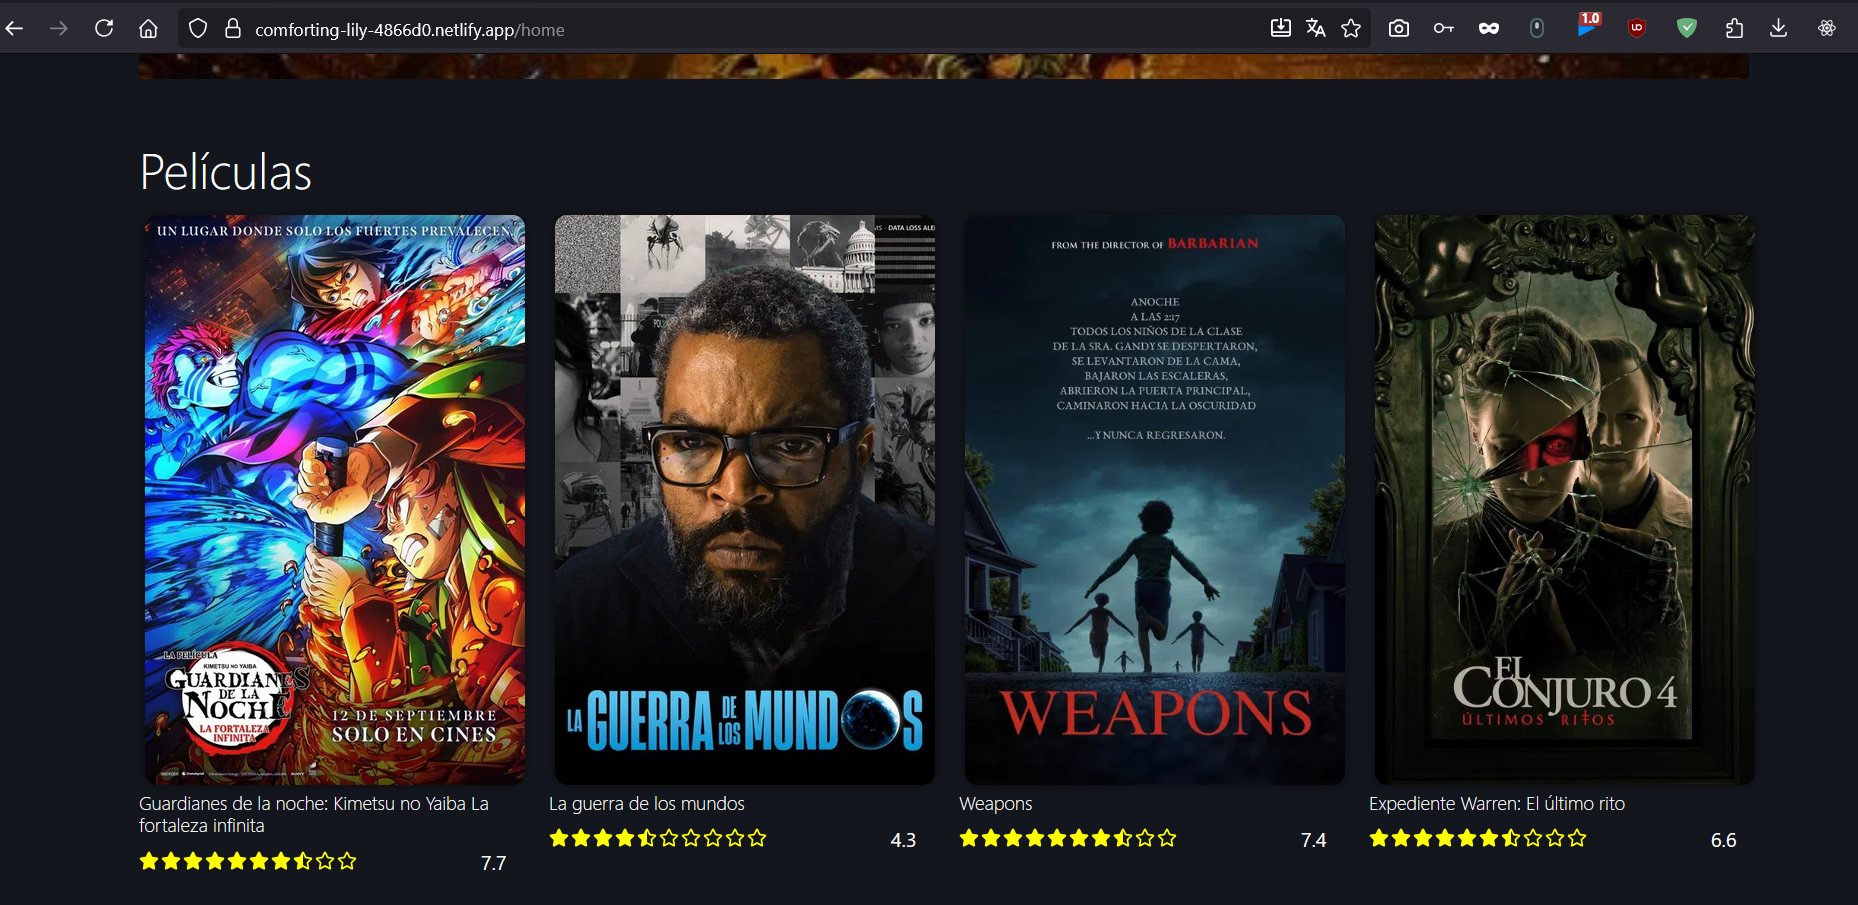 comforting-lily-4866d0.netlify.app/home
1.0
Películas
UN LUGAR DONDE SOLO LOS FUERTES PREVALECEN.
LA PELÍCULA
KIMETSU NO YAIBA
GUARDIANES
DE LA
NOCHE
LA FORTALEZA
INFINITA
12 DE SEPTIEMBRE
SOLO EN CINES
Guardianes de la noche: Kimetsu no Yaiba La
fortaleza infinita
7.7
MS - DATA LOSS ALE
LA GUERRA DE LOS MUNDOS
La guerra de los mundos
4.3
FROM THE DIRECTOR OF BARBARIAN
ANOCHE
A LAS 2:17
TODOS LOS NIÑOS DE LA CLASE
DE LA SRA. GANDY SE DESPERTARON,
SE LEVANTARON DE LA CAMA,
BAJARON LAS ESCALERAS,
ABRIERON LA PUERTA PRINCIPAL,
CAMINARON HACIA LA OSCURIDAD
...Y NUNCA REGRESARON.
WEAPONS
Weapons
7.4
EL
CONJURO 4
ÚLTIMOS RITOS
Expediente Warren: El último rito
6.6